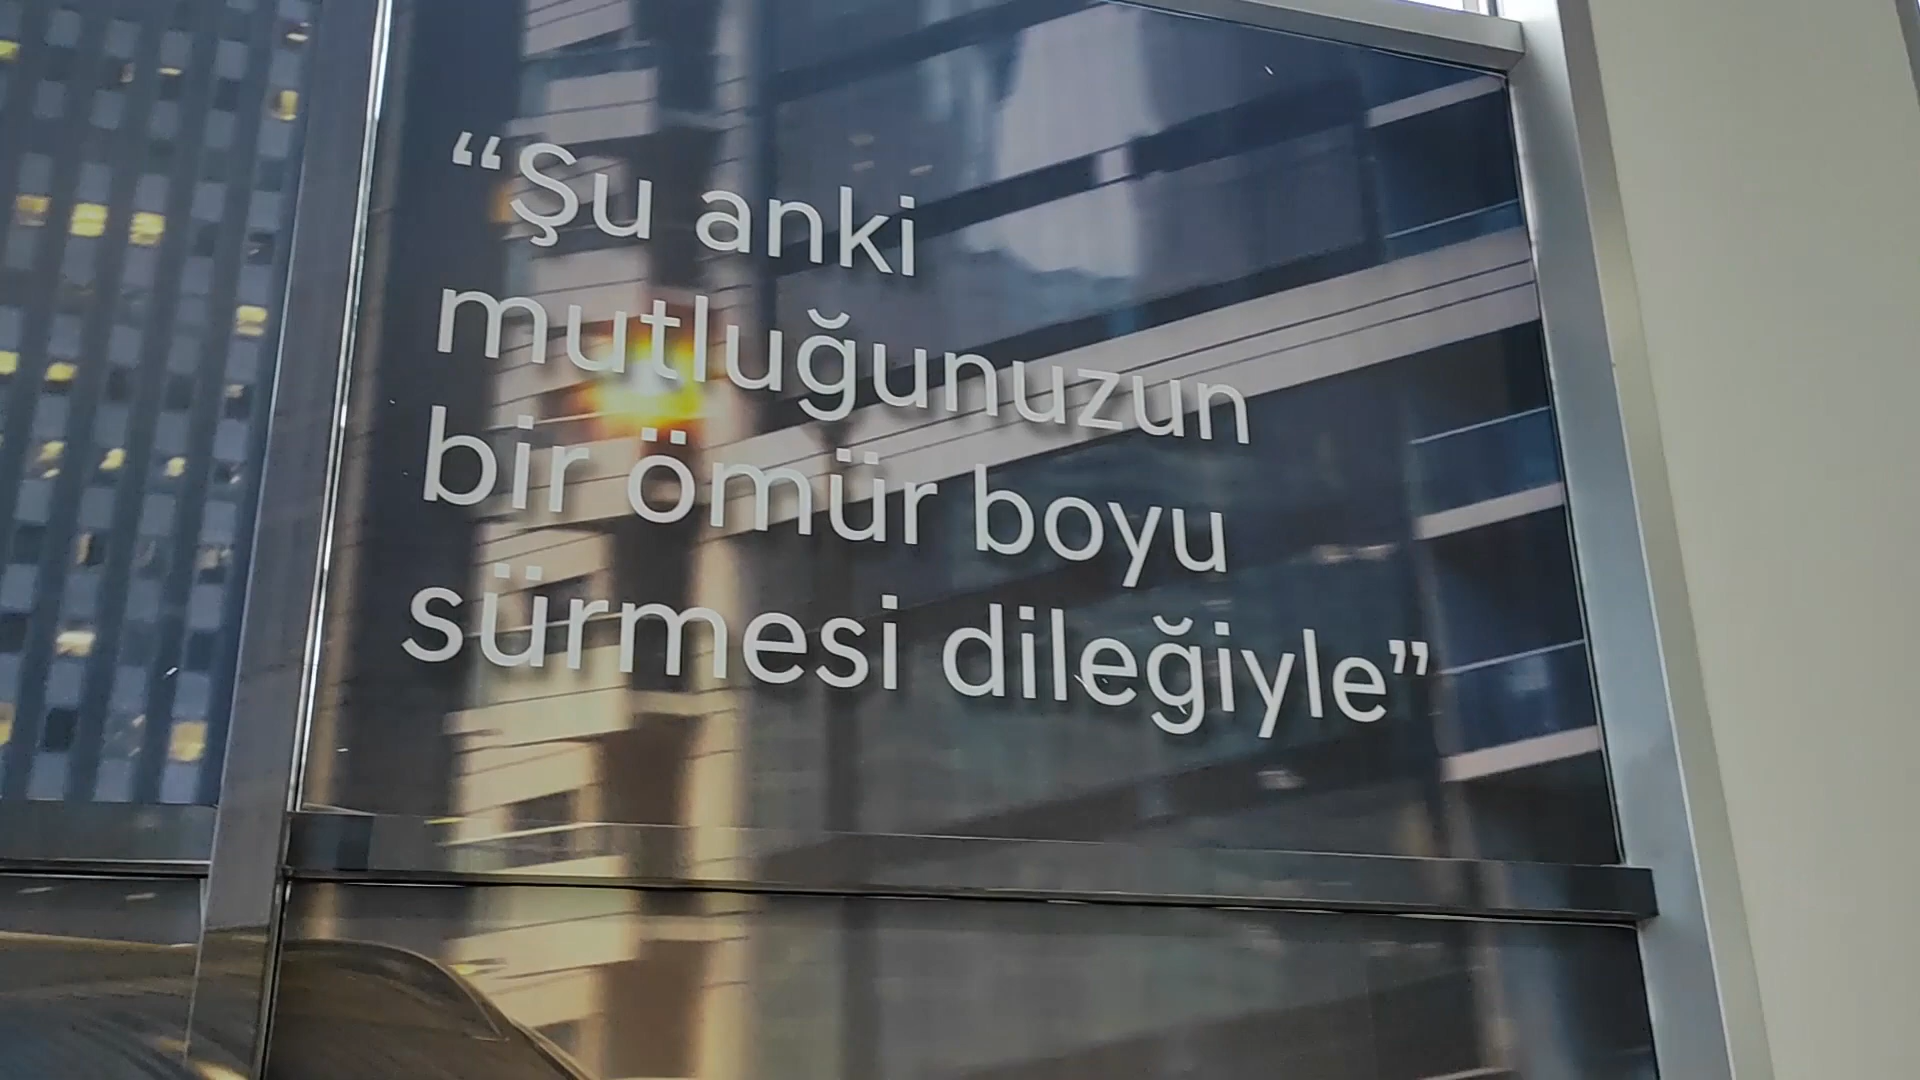 “Şu anki
mutluğunuzun
bir ömür boyu
sürmesi dileğiyle”